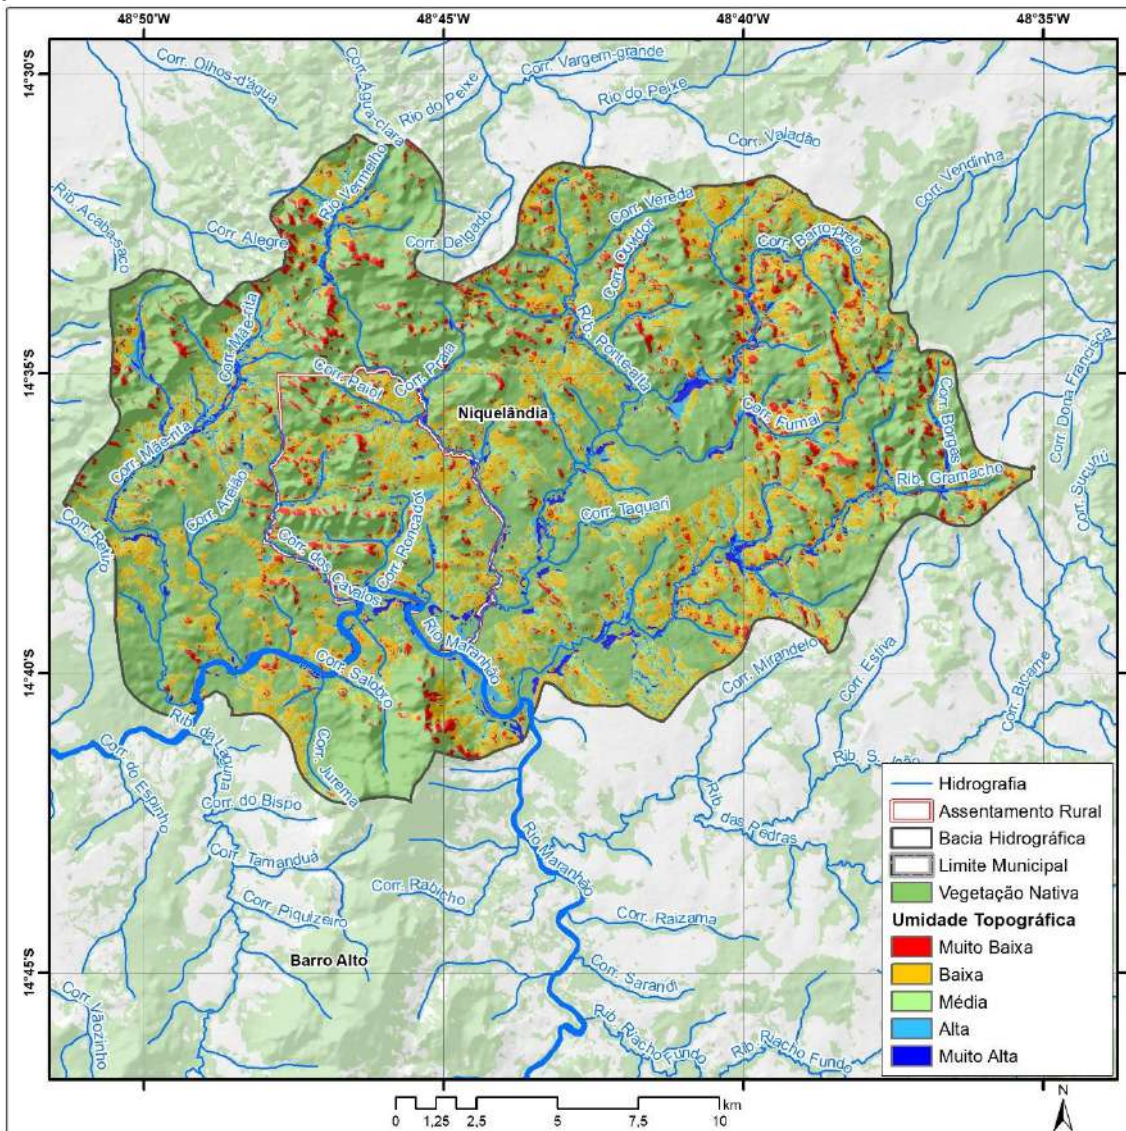 48°50'W
48°45'W
48°40'W
48°35'W
14°30'S
14°35'S
14°40'S
14°45'S
Corr. Olhos-d'água
Corr. Água-clara
Rio do Peixe
Corr. Vargem-grande
Rio do Peixe
Corr. Valadão
Corr. Vendinha
Rib. Acaba-saco
Corr. Alegre
Rio Vermelho
Corr. Delgado
Corr. Vereda
Corr. Ouvidor
Corr. Barro-preto
Corr. Mãe-rita
Rib. Ponte-alta
Corr. Dona Francisca
Corr. Paiol
Corr. Praia
Niquelândia
Corr. Fumal
Corr. Borges
Corr. Mãe-rita
Corr. Areião
Corr. Roncador
Corr. Taquari
Rib. Gramacho
Corr. Sucuriú
Corr. Retiro
Corr. dos Cavalos
Rio Maranhão
Corr. Salobro
Corr. Mirandelo
Corr. Estiva
Corr. Bicame
Rib. da Laguna
Corr. do Espinho
Corr. Jurema
Corr. do Bispo
Rib. das Pedras
Corr. Tamanduá
Rio Maranhão
Corr. Rabicho
Corr. Piquizeiro
Corr. Raizama
Barro Alto
Corr. Sarandi
Corr. Vãozinho
Rib. Riacho Fundo
Rib. Riacho Fundo
Hidrografia
Assentamento Rural
Bacia Hidrográfica
Limite Municipal
Vegetação Nativa
Umidade Topográfica
Muito Baixa
Baixa
Média
Alta
Muito Alta
0 1,25 2,5 5 7,5 10 km
N